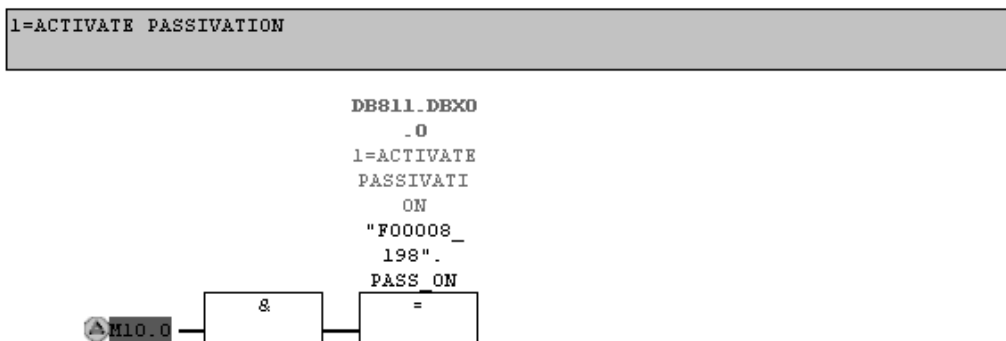 1=ACTIVATE PASSIVATION
DB811.DBX0
.0
1=ACTIVATE
PASSIVATI
ON
"F00008_
198".
PASS_ON
&
=
M10.0